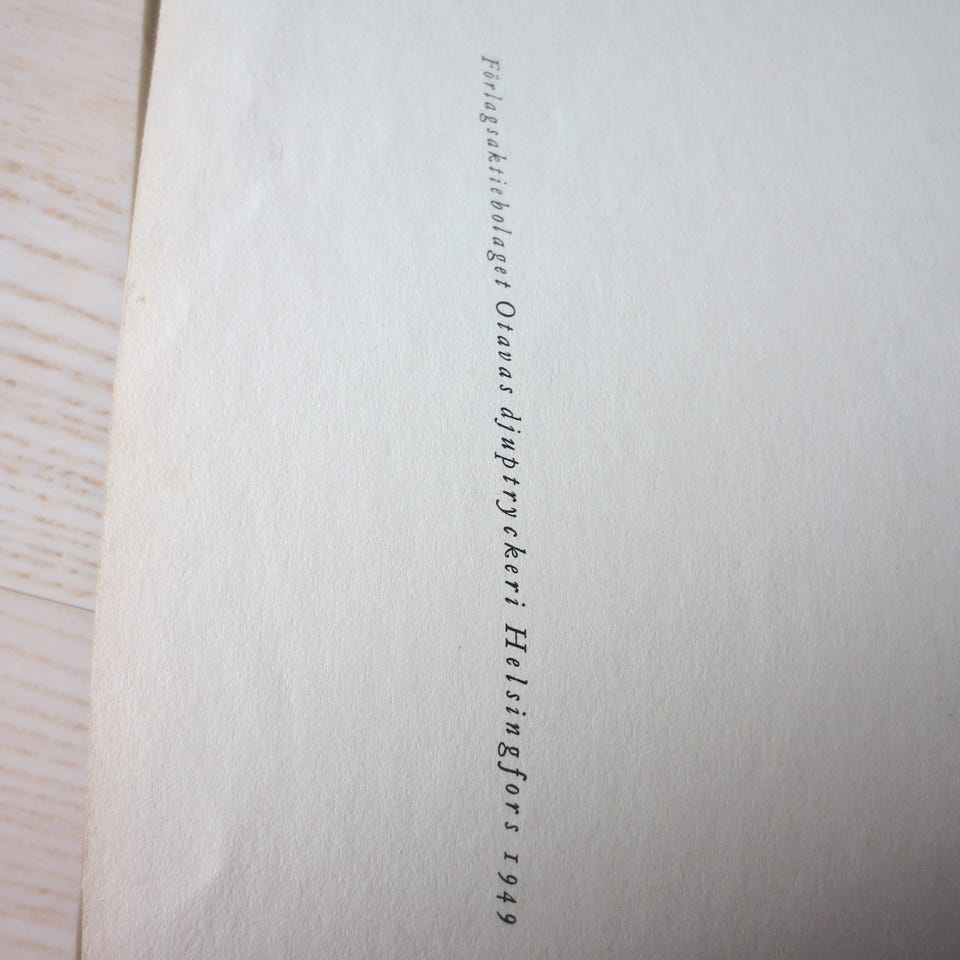 Förlagsaktiebolaget Otavas djuptryckeri Helsingfors 1949